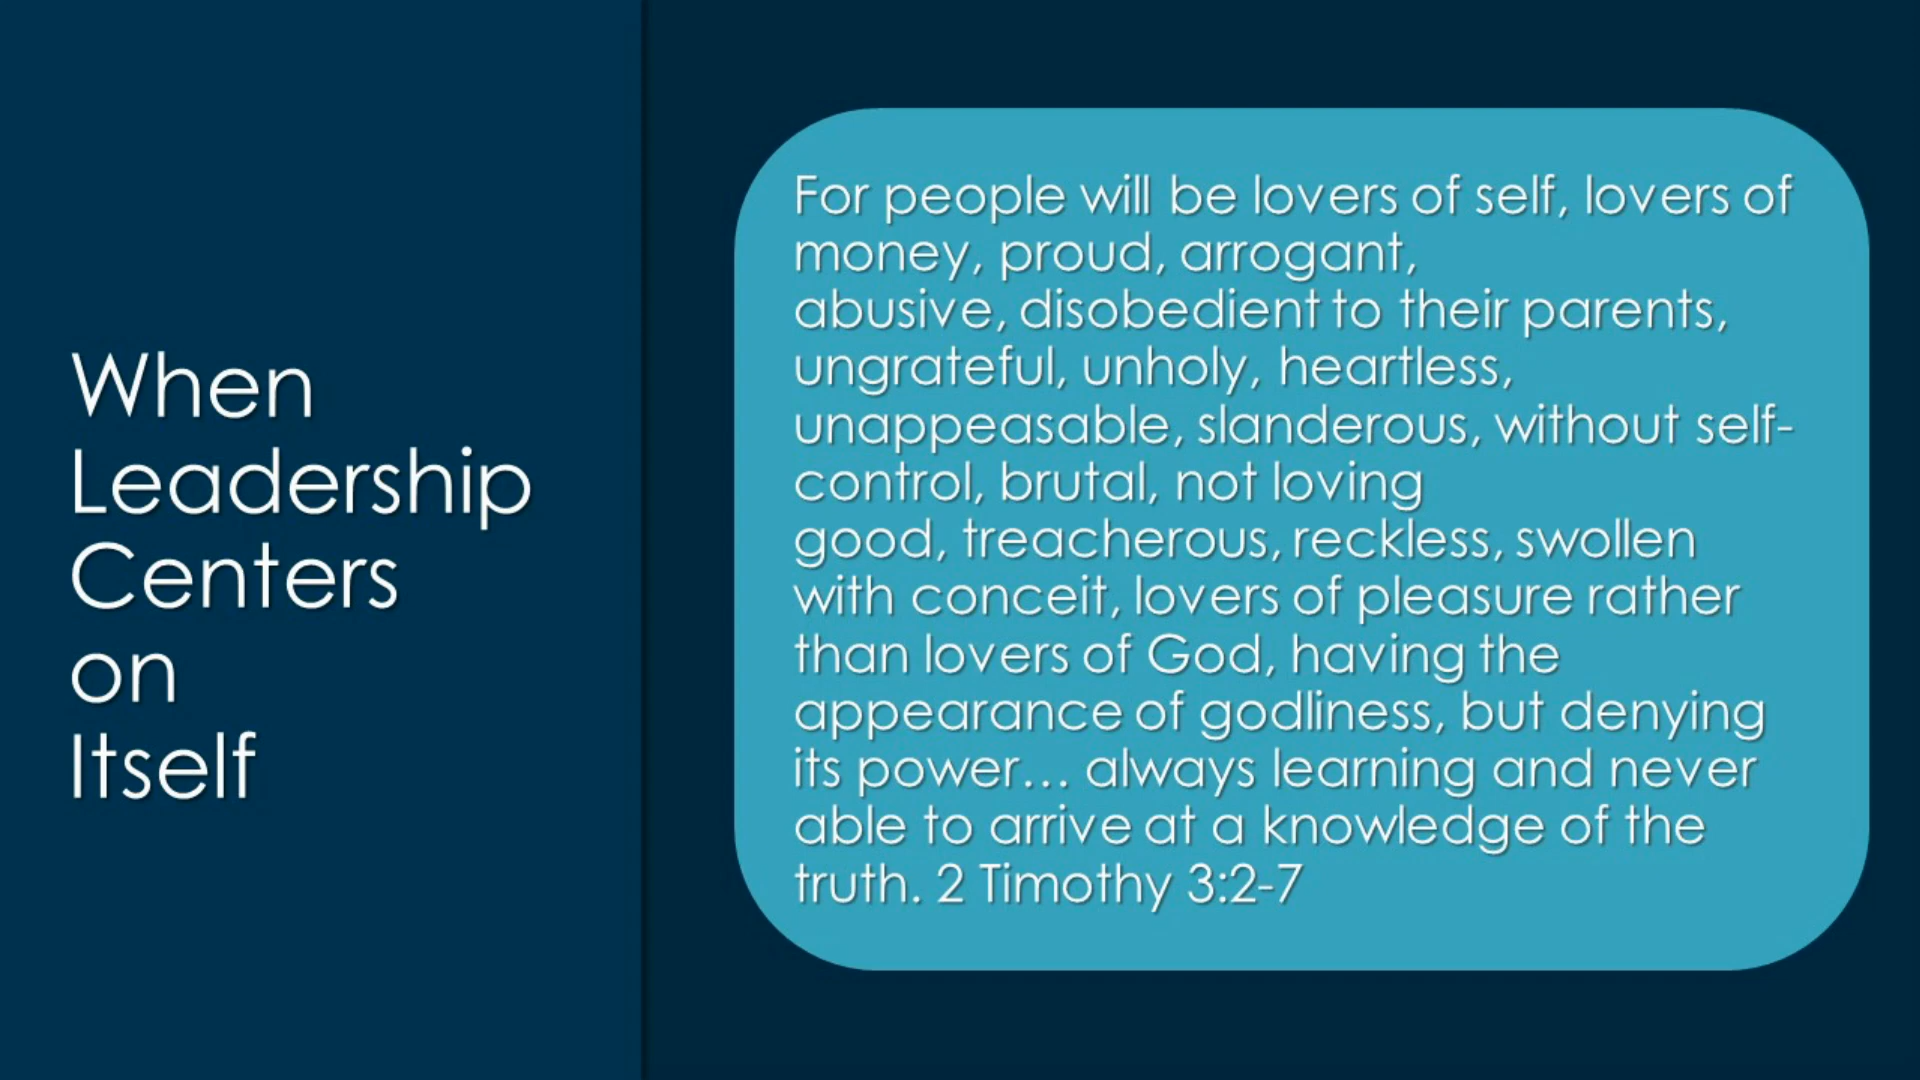 When
Leadership
Centers
on
Itself
For people will be lovers of self, lovers of
money, proud, arrogant,
abusive, disobedient to their parents,
ungrateful, unholy, heartless,
unappeasable, slanderous, without self-
control, brutal, not loving
good, treacherous, reckless, swollen
with conceit, lovers of pleasure rather
than lovers of God, having the
appearance of godliness, but denying
its power… always learning and never
able to arrive at a knowledge of the
truth. 2 Timothy 3:2-7